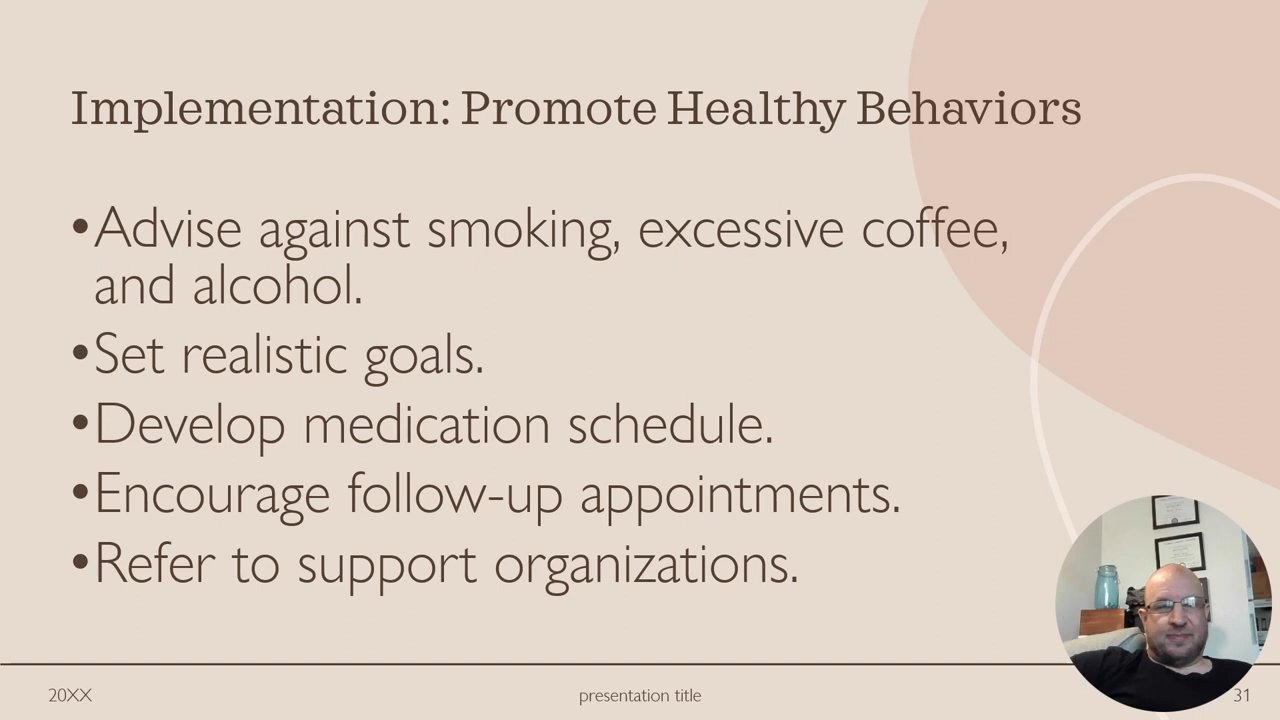 Implementation: Promote Healthy Behaviors
•Advise against smoking, excessive coffee,
and alcohol.
•Set realistic goals.
•Develop medication schedule.
•Encourage follow-up appointments.
•Refer to support organizations.
20XX
presentation title
31